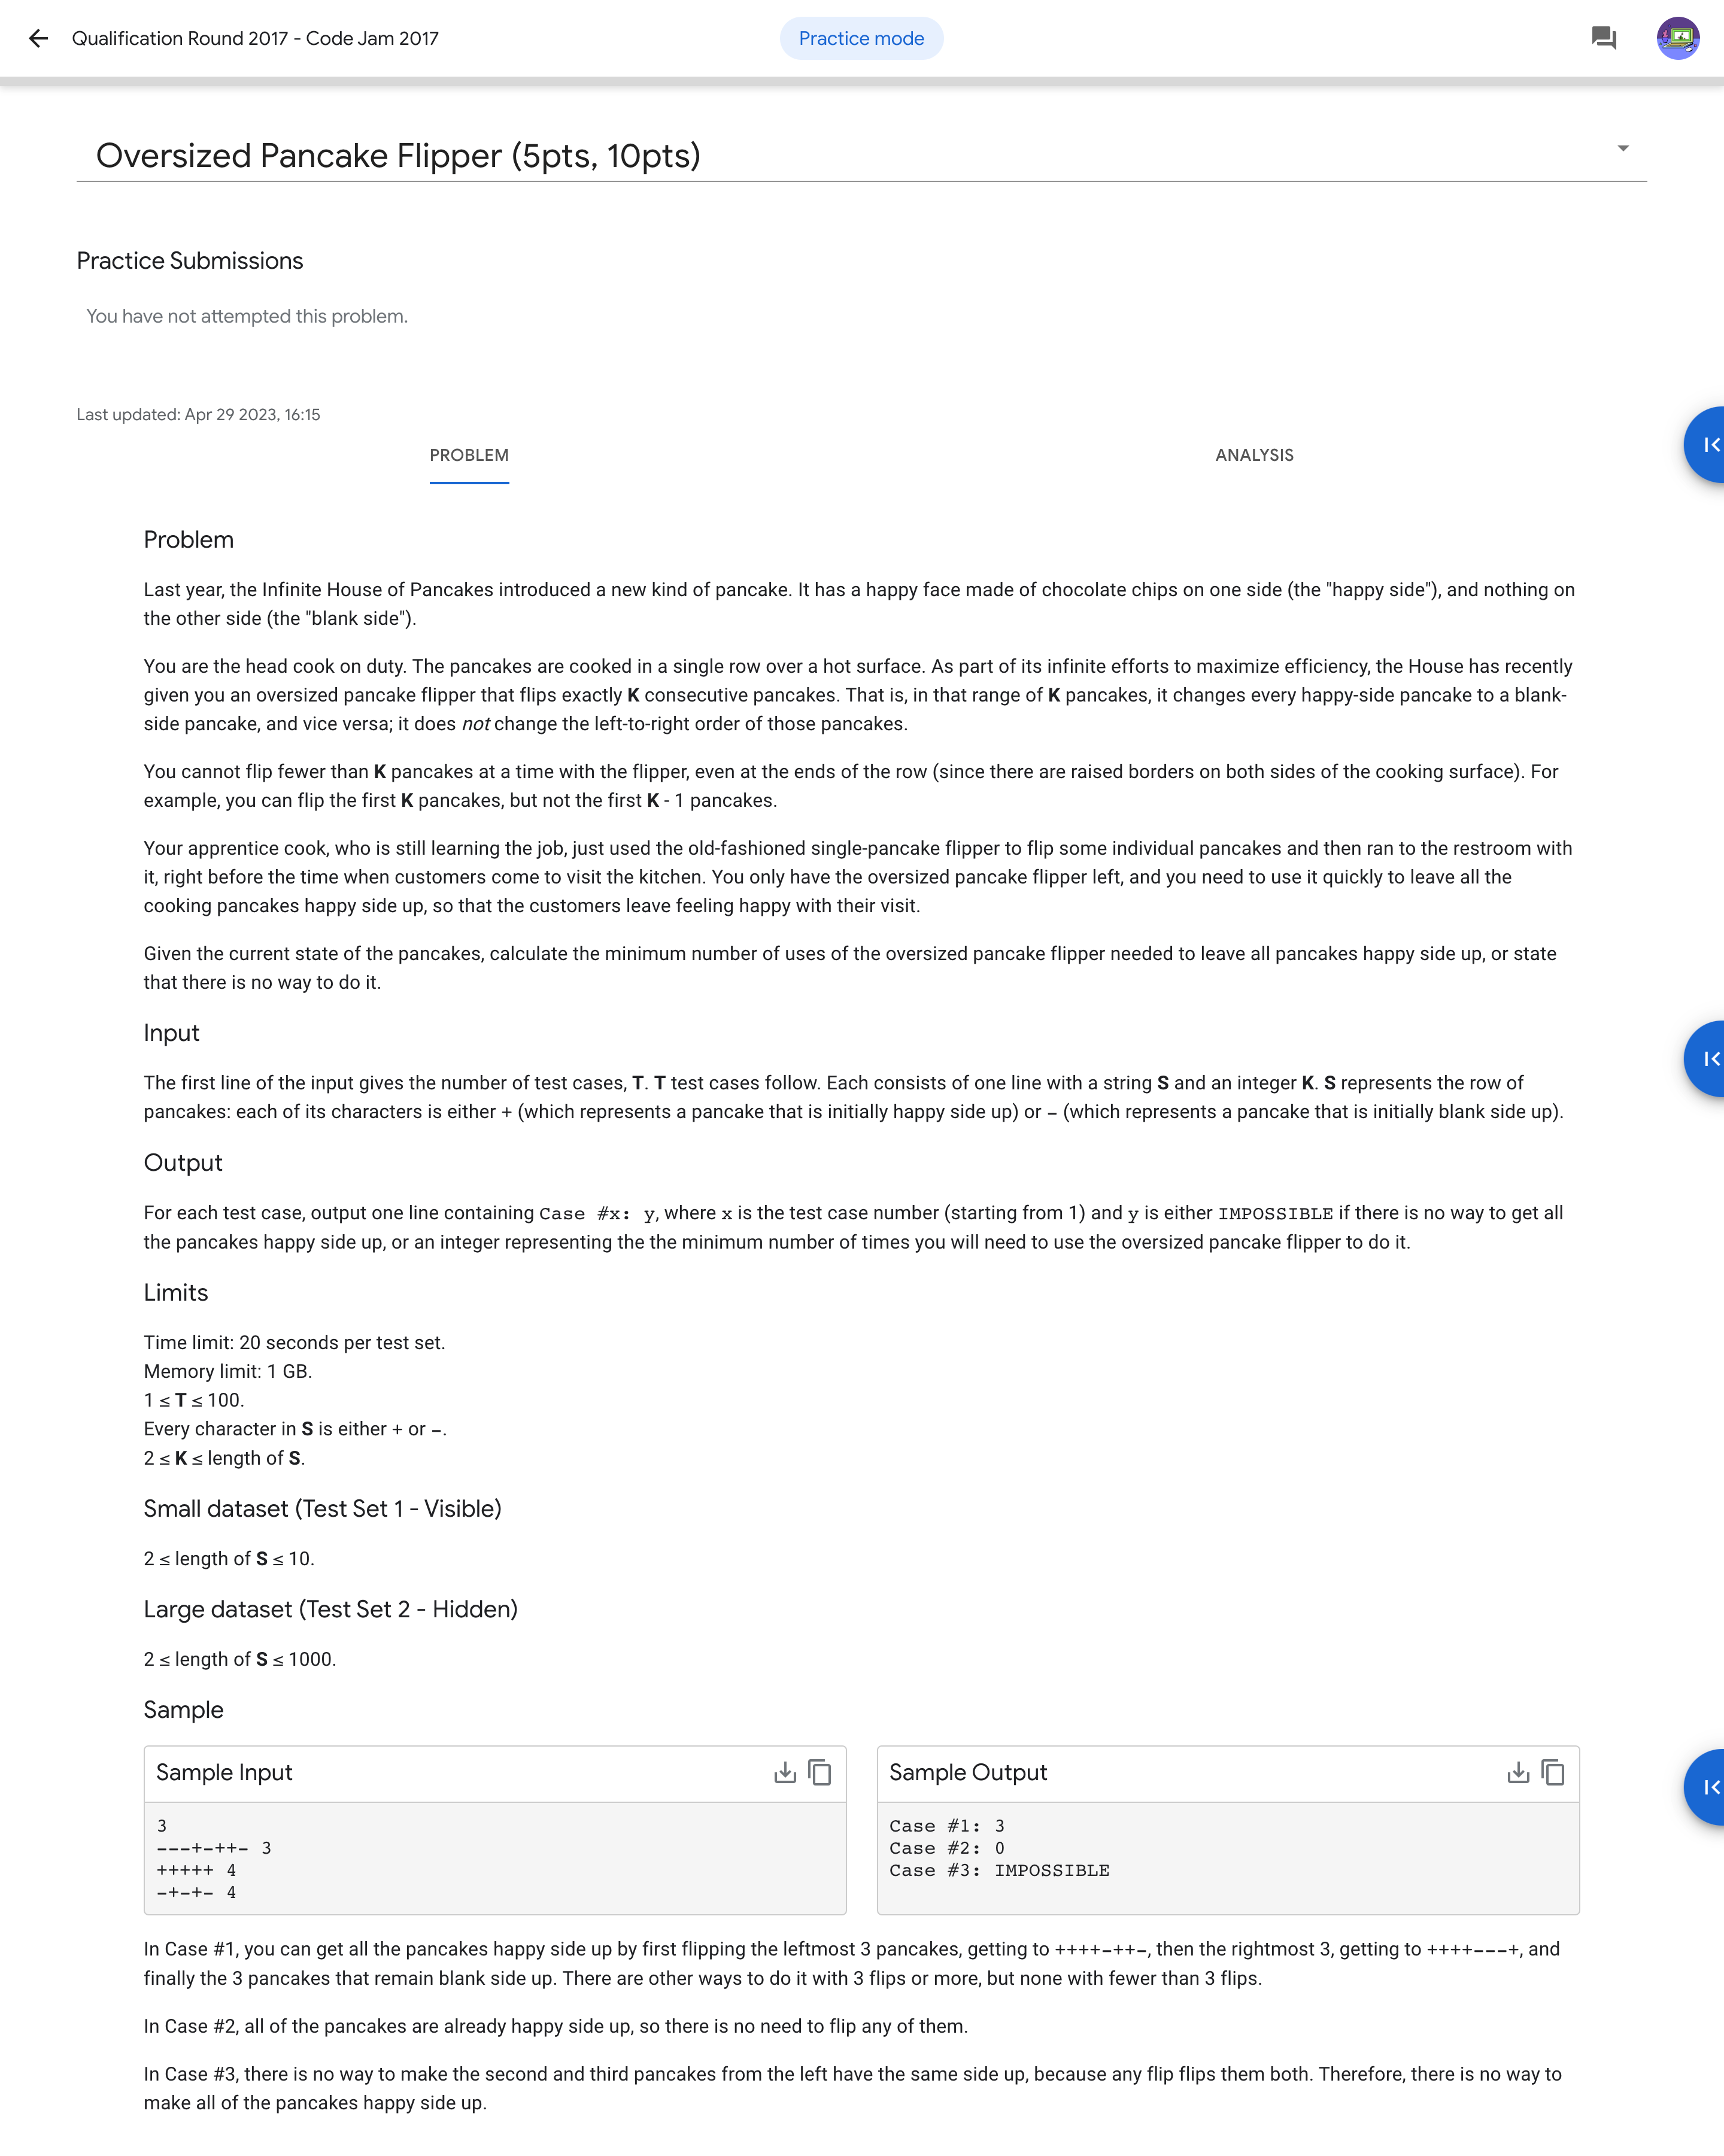 Qualification Round 2017 - Code Jam 2017
Practice mode
Oversized Pancake Flipper (5pts, 10pts)
Practice Submissions
You have not attempted this problem.
Last updated: Apr 29 2023, 16:15
PROBLEM
ANALYSIS
Problem
Last year, the Infinite House of Pancakes introduced a new kind of pancake. It has a happy face made of chocolate chips on one side (the "happy side"), and nothing on
the other side (the "blank side").
You are the head cook on duty. The pancakes are cooked in a single row over a hot surface. As part of its infinite efforts to maximize efficiency, the House has recently
given you an oversized pancake flipper that flips exactly K consecutive pancakes. That is, in that range of K pancakes, it changes every happy-side pancake to a blank-
side pancake, and vice versa; it does not change the left-to-right order of those pancakes.
You cannot flip fewer than K pancakes at a time with the flipper, even at the ends of the row (since there are raised borders on both sides of the cooking surface). For
example, you can flip the first K pancakes, but not the first K - 1 pancakes.
Your apprentice cook, who is still learning the job, just used the old-fashioned single-pancake flipper to flip some individual pancakes and then ran to the restroom with
it, right before the time when customers come to visit the kitchen. You only have the oversized pancake flipper left, and you need to use it quickly to leave all the
cooking pancakes happy side up, so that the customers leave feeling happy with their visit.
Given the current state of the pancakes, calculate the minimum number of uses of the oversized pancake flipper needed to leave all pancakes happy side up, or state
that there is no way to do it.
Input
The first line of the input gives the number of test cases, T. T test cases follow. Each consists of one line with a string S and an integer K. S represents the row of
pancakes: each of its characters is either + (which represents a pancake that is initially happy side up) or - (which represents a pancake that is initially blank side up).
Output
For each test case, output one line containing Case #x: y, where x is the test case number (starting from 1) and y is either IMPOSSIBLE if there is no way to get all
the pancakes happy side up, or an integer representing the the minimum number of times you will need to use the oversized pancake flipper to do it.
Limits
Time limit: 20 seconds per test set.
Memory limit: 1 GB.
1 ≤ T ≤ 100.
Every character in S is either + or -.
2 ≤ K ≤ length of S.
Small dataset (Test Set 1 - Visible)
2 ≤ length of S ≤ 10.
Large dataset (Test Set 2 - Hidden)
2 ≤ length of S ≤ 1000.
Sample
Sample Input
3
---+-++- 3
+++++ 4
-+-+- 4
Sample Output
Case #1: 3
Case #2: 0
Case #3: IMPOSSIBLE
In Case #1, you can get all the pancakes happy side up by first flipping the leftmost 3 pancakes, getting to ++++-++-, then the rightmost 3, getting to ++++---+, and
finally the 3 pancakes that remain blank side up. There are other ways to do it with 3 flips or more, but none with fewer than 3 flips.
In Case #2, all of the pancakes are already happy side up, so there is no need to flip any of them.
In Case #3, there is no way to make the second and third pancakes from the left have the same side up, because any flip flips them both. Therefore, there is no way to
make all of the pancakes happy side up.